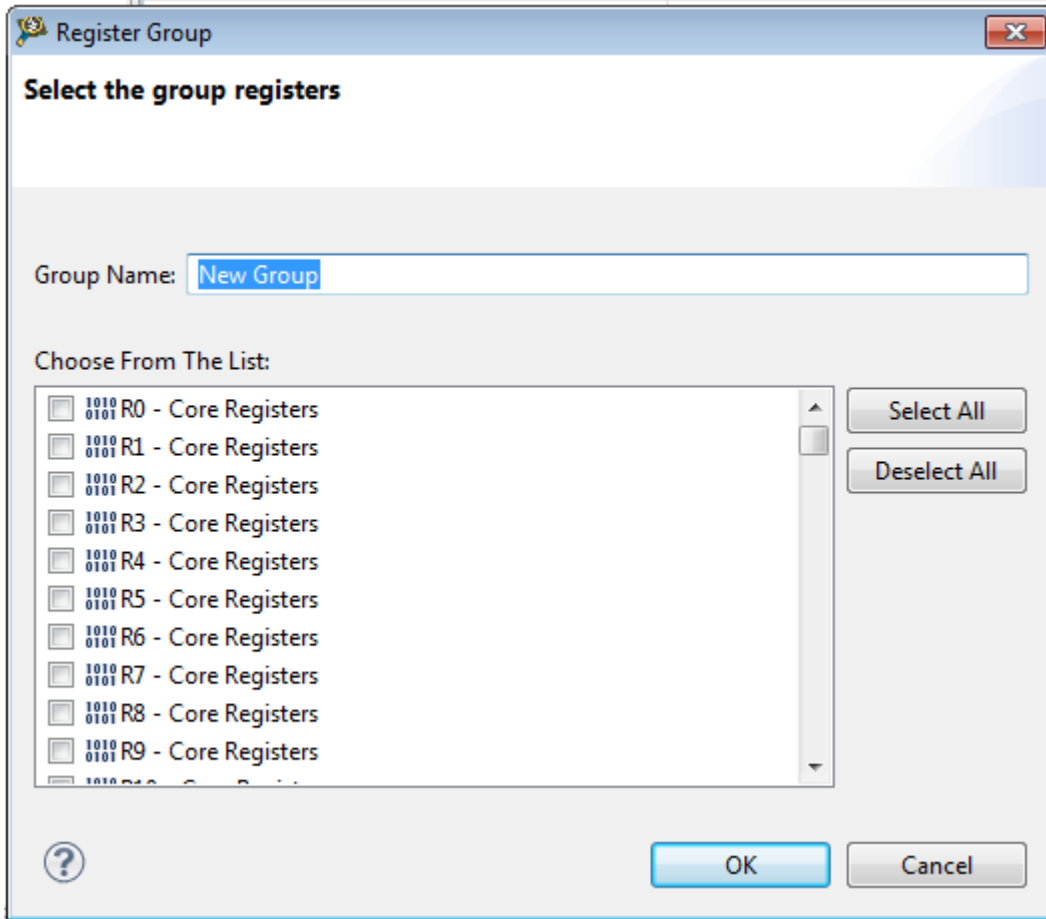 Register Group
Select the group registers
Group Name: New Group
Choose From The List:
R0 - Core Registers
Select All
R1 - Core Registers
R2 - Core Registers
Deselect All
R3 - Core Registers
R4 - Core Registers
R5 - Core Registers
R6 - Core Registers
R7 - Core Registers
R8 - Core Registers
R9 - Core Registers
OK Cancel